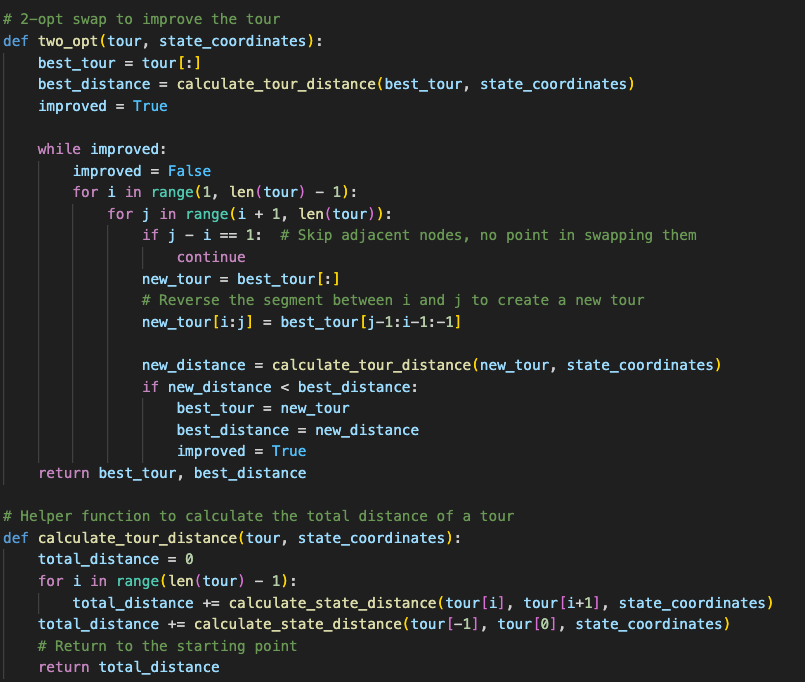 # 2-opt swap to improve the tour
def two_opt(tour, state_coordinates):
    best_tour = tour[:]
    best_distance = calculate_tour_distance(best_tour, state_coordinates)
    improved = True

    while improved:
        improved = False
        for i in range(1, len(tour) - 1):
            for j in range(i + 1, len(tour)):
                if j - i == 1:  # Skip adjacent nodes, no point in swapping them
                    continue
                new_tour = best_tour[:]
                # Reverse the segment between i and j to create a new tour
                new_tour[i:j] = best_tour[j-1:i-1:-1]

                new_distance = calculate_tour_distance(new_tour, state_coordinates)
                if new_distance < best_distance:
                    best_tour = new_tour
                    best_distance = new_distance
                    improved = True
    return best_tour, best_distance

# Helper function to calculate the total distance of a tour
def calculate_tour_distance(tour, state_coordinates):
    total_distance = 0
    for i in range(len(tour) - 1):
        total_distance += calculate_state_distance(tour[i], tour[i+1], state_coordinates)
    total_distance += calculate_state_distance(tour[-1], tour[0], state_coordinates)
    # Return to the starting point
    return total_distance